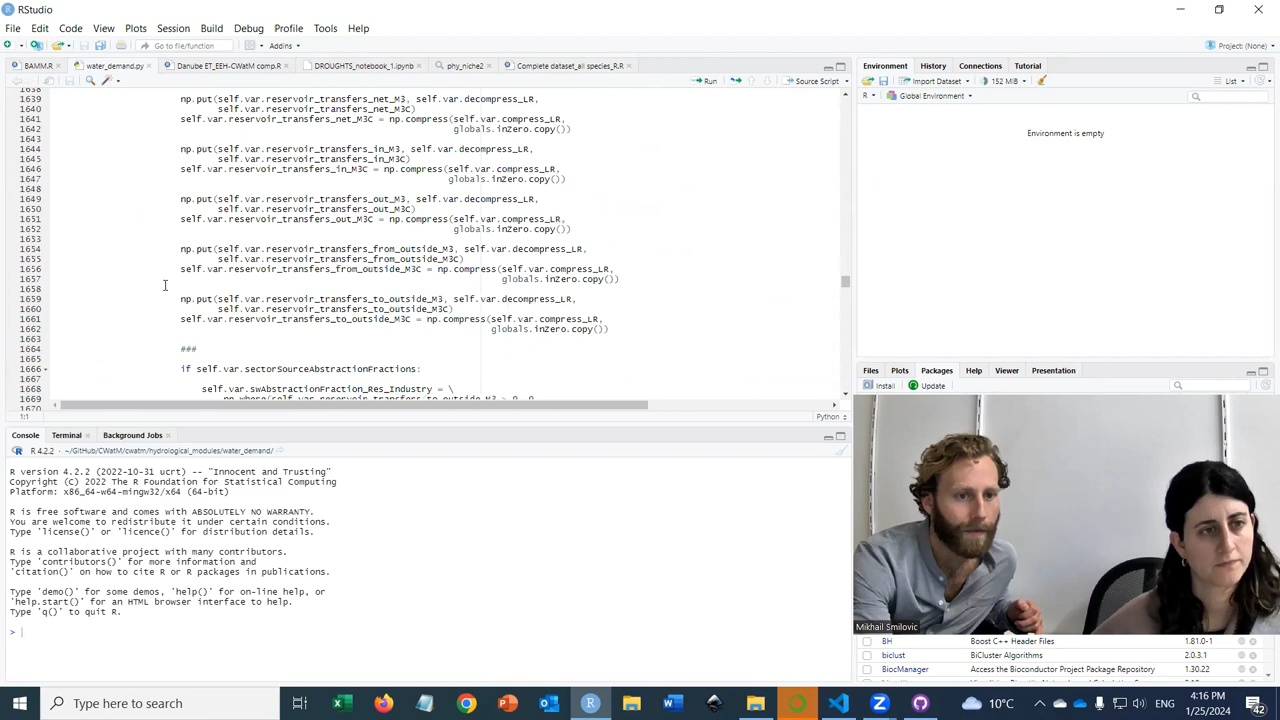 RStudio
File Edit Code View Plots Session Build Debug Profile Tools Help
Go to file/function Addins Project: (None)
BAMM.R water_demand.py Danube ET_EEH-CWatM comp.R DROUGHTS_notebook_1.ipynb phy_niche2 Complete dataset_all species_R.R
Run Source Script
1638
1639 np.put(self.var.reservoir_transfers_net_M3, self.var.decompress_LR,
1640 self.var.reservoir_transfers_net_M3C)
1641 self.var.reservoir_transfers_net_M3C = np.compress(self.var.compress_LR,
1642 globals.inZero.copy())
1643
1644 np.put(self.var.reservoir_transfers_in_M3, self.var.decompress_LR,
1645 self.var.reservoir_transfers_in_M3C)
1646 self.var.reservoir_transfers_in_M3C = np.compress(self.var.compress_LR,
1647 globals.inZero.copy())
1648
1649 np.put(self.var.reservoir_transfers_out_M3, self.var.decompress_LR,
1650 self.var.reservoir_transfers_out_M3C)
1651 self.var.reservoir_transfers_out_M3C = np.compress(self.var.compress_LR,
1652 globals.inZero.copy())
1653
1654 np.put(self.var.reservoir_transfers_from_outside_M3, self.var.decompress_LR,
1655 self.var.reservoir_transfers_from_outside_M3C)
1656 self.var.reservoir_transfers_from_outside_M3C = np.compress(self.var.compress_LR,
1657 globals.inZero.copy())
1658
1659 np.put(self.var.reservoir_transfers_to_outside_M3, self.var.decompress_LR,
1660 self.var.reservoir_transfers_to_outside_M3C)
1661 self.var.reservoir_transfers_to_outside_M3C = np.compress(self.var.compress_LR,
1662 globals.inZero.copy())
1663
1664 ###
1665
1666 if self.var.sectorSourceAbstractionFractions:
1667
1668 self.var.swAbstractionFraction_Res_Industry = \
1669 np.where(self.var.reservoir_transfers_to_outside_M3 > 0, 0,
1670
1:1 Python
Console Terminal Background Jobs
R 4.2.2 · ~/GitHub/CWatM/cwatm/hydrological_modules/water_demand/
R version 4.2.2 (2022-10-31 ucrt) -- "Innocent and Trusting"
Copyright (C) 2022 The R Foundation for Statistical Computing
Platform: x86_64-w64-mingw32/x64 (64-bit)
R is free software and comes with ABSOLUTELY NO WARRANTY.
You are welcome to redistribute it under certain conditions.
Type 'license()' or 'licence()' for distribution details.
R is a collaborative project with many contributors.
Type 'contributors()' for more information and
'citation()' on how to cite R or R packages in publications.
Type 'demo()' for some demos, 'help()' for on-line help, or
'help.start()' for an HTML browser interface to help.
Type 'q()' to quit R.
>
Environment History Connections Tutorial
Import Dataset 152 MiB List
R Global Environment
Environment is empty
Files Plots Packages Help Viewer Presentation
Install Update
Mikhail Smilovic
BH Boost C++ Header Files 1.81.0-1
biclust BiCluster Algorithms 2.0.3.1
BiocManager Access the Bioconductor Project Package Repository 1.30.22
Type here to search
10°C ENG 4:16 PM
1/25/2024 42